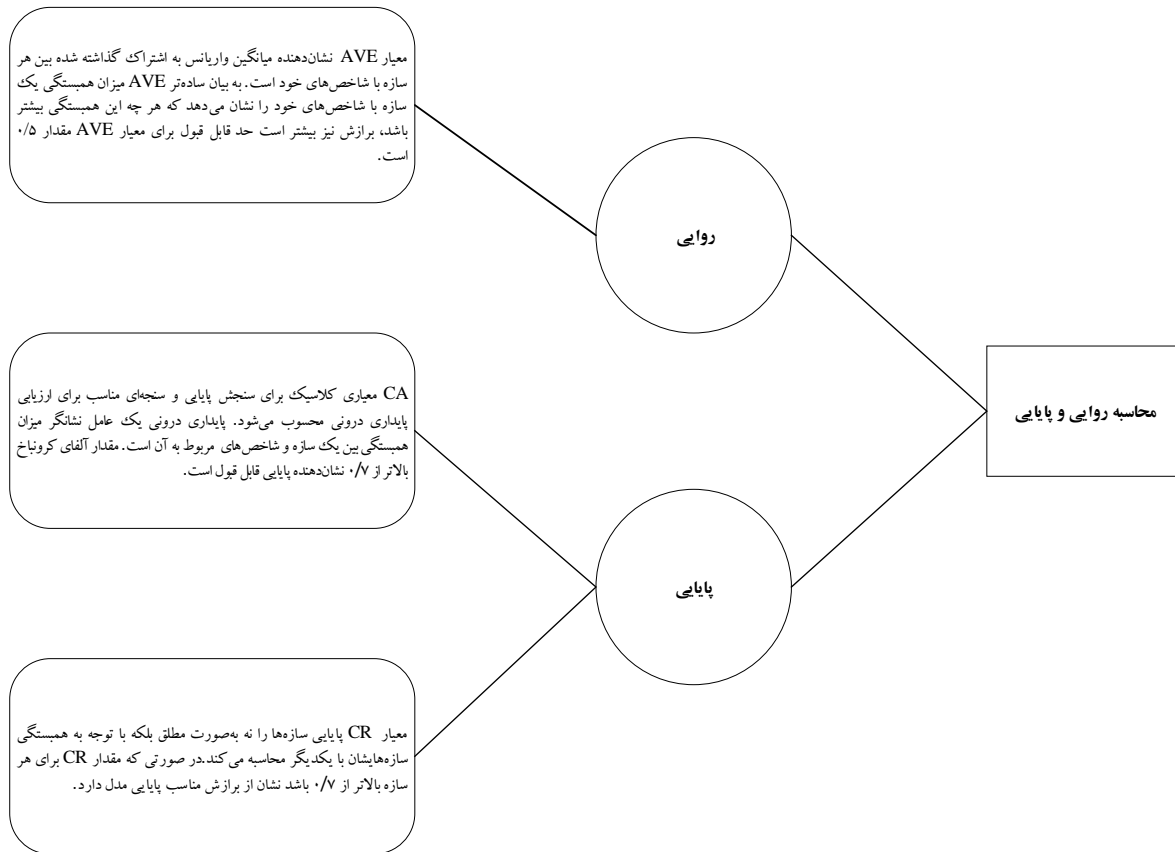 محاسبه روایی و پایایی
روایی
معیار AVE نشان‌دهنده میانگین واریانس به اشتراک گذاشته شده بین هر
سازه با شاخص‌های خود است. به بیان ساده‌تر AVE میزان همبستگی یک
سازه با شاخص‌های خود را نشان می‌دهد که هر چه این همبستگی بیشتر
باشد، برازش نیز بیشتر است حد قابل قبول برای معیار AVE مقدار ۰/۵
است.
پایایی
CA معیاری کلاسیک برای سنجش پایایی و سنجه‌ای مناسب برای ارزیابی
پایداری درونی محسوب می‌شود. پایداری درونی یک عامل نشانگر میزان
همبستگی بین یک سازه و شاخص‌های مربوط به آن است. مقدار آلفای کرونباخ
بالاتر از ۰/۷ نشان‌دهنده پایایی قابل قبول است.
معیار CR پایایی سازه‌ها را نه به‌صورت مطلق بلکه با توجه به همبستگی
سازه‌هایشان با یکدیگر محاسبه می‌کند.در صورتی که مقدار CR برای هر
سازه بالاتر از ۰/۷ باشد نشان از برازش مناسب پایایی مدل دارد.